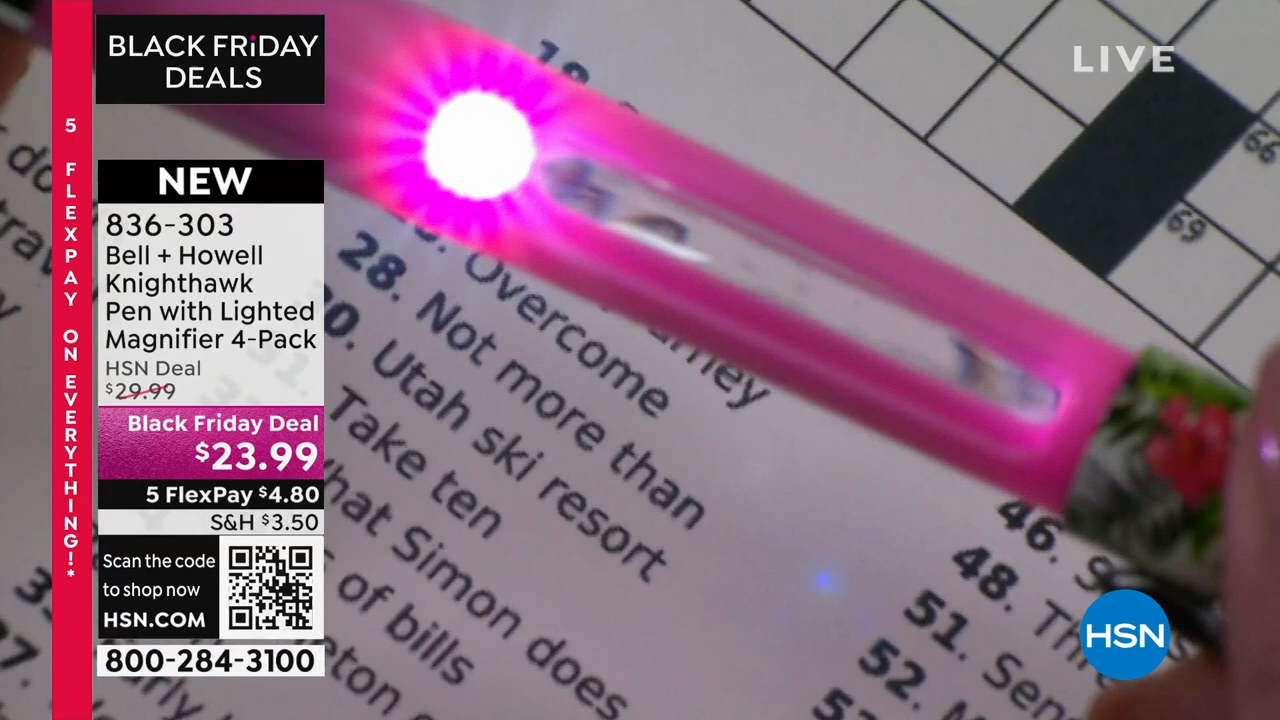 5 FLEXPAY ON EVERYTHING!*
BLACK FRiDAY
DEALS
NEW
836-303
Bell + Howell
Knighthawk
Pen with Lighted
Magnifier 4-Pack
HSN Deal
$29.99
Black Friday Deal
$23.99
5 FlexPay $4.80
S&H $3.50
Scan the code
to shop now
HSN.COM
800-284-3100
LIVE
66
69
Overcome
28. Not more than
Utah ski resort
Take ten
Simon does
of bills
46.
48.
51.
52.
HSN